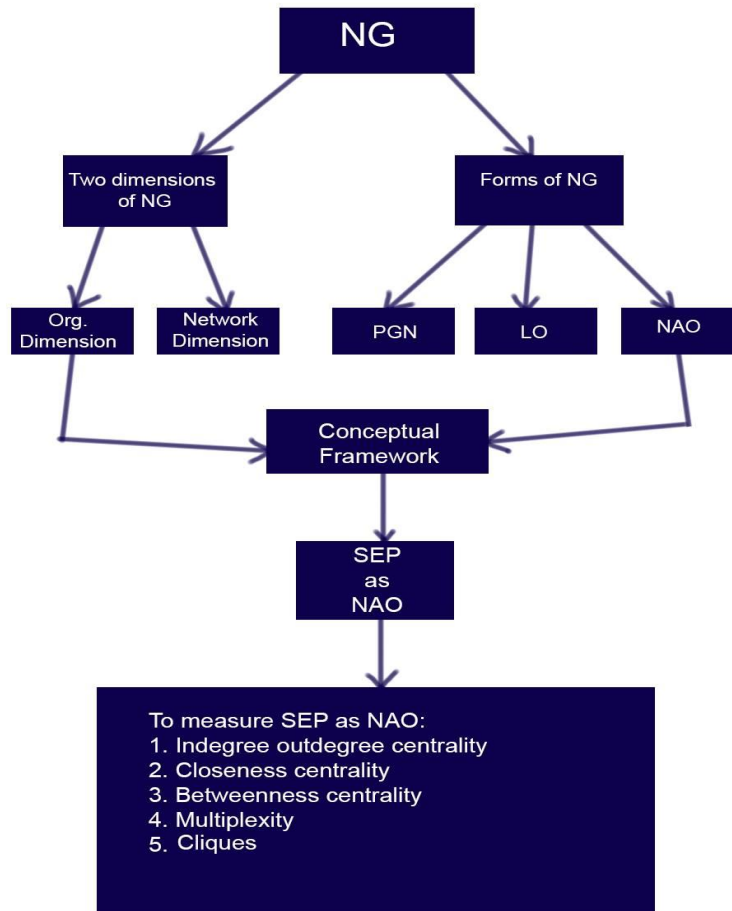 NG
Two dimensions
of NG
Forms of NG
Org.
Dimension
Network
Dimension
PGN
LO
NAO
Conceptual
Framework
SEP
as
NAO
To measure SEP as NAO:
1. Indegree outdegree centrality
2. Closeness centrality
3. Betweenness centrality
4. Multiplexity
5. Cliques